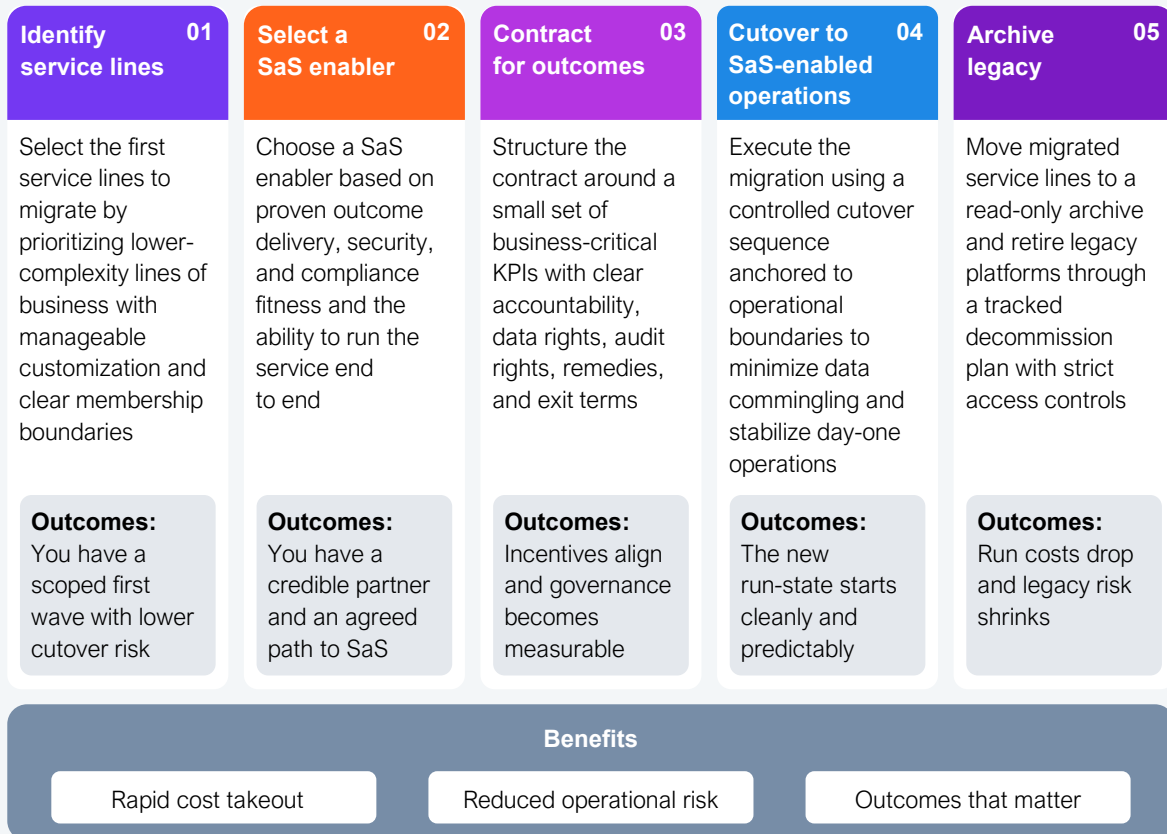 Identify 01
service lines
Select the first
service lines to
migrate by
prioritizing lower-
complexity lines of
business with
manageable
customization and
clear membership
boundaries
Outcomes:
You have a
scoped first
wave with lower
cutover risk
Select a 02
SaS enabler
Choose a SaS
enabler based on
proven outcome
delivery, security,
and compliance
fitness and the
ability to run the
service end
to end
Outcomes:
You have a
credible partner
and an agreed
path to SaS
Contract 03
for outcomes
Structure the
contract around a
small set of
business-critical
KPIs with clear
accountability,
data rights, audit
rights, remedies,
and exit terms
Outcomes:
Incentives align
and governance
becomes
measurable
Cutover to 04
SaS-enabled
operations
Execute the
migration using a
controlled cutover
sequence
anchored to
operational
boundaries to
minimize data
commingling and
stabilize day-one
operations
Outcomes:
The new
run-state starts
cleanly and
predictably
Archive 05
legacy
Move migrated
service lines to a
read-only archive
and retire legacy
platforms through
a tracked
decommission
plan with strict
access controls
Outcomes:
Run costs drop
and legacy risk
shrinks
Benefits
Rapid cost takeout
Reduced operational risk
Outcomes that matter